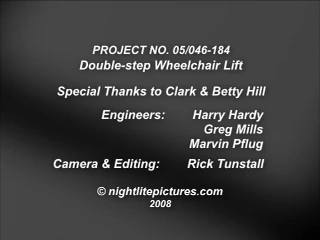 PROJECT NO. 05/046-184
Double-step Wheelchair Lift
Special Thanks to Clark & Betty Hill
Engineers: Harry Hardy
Greg Mills
Marvin Pflug
Camera & Editing: Rick Tunstall
© nightlitepictures.com
2008